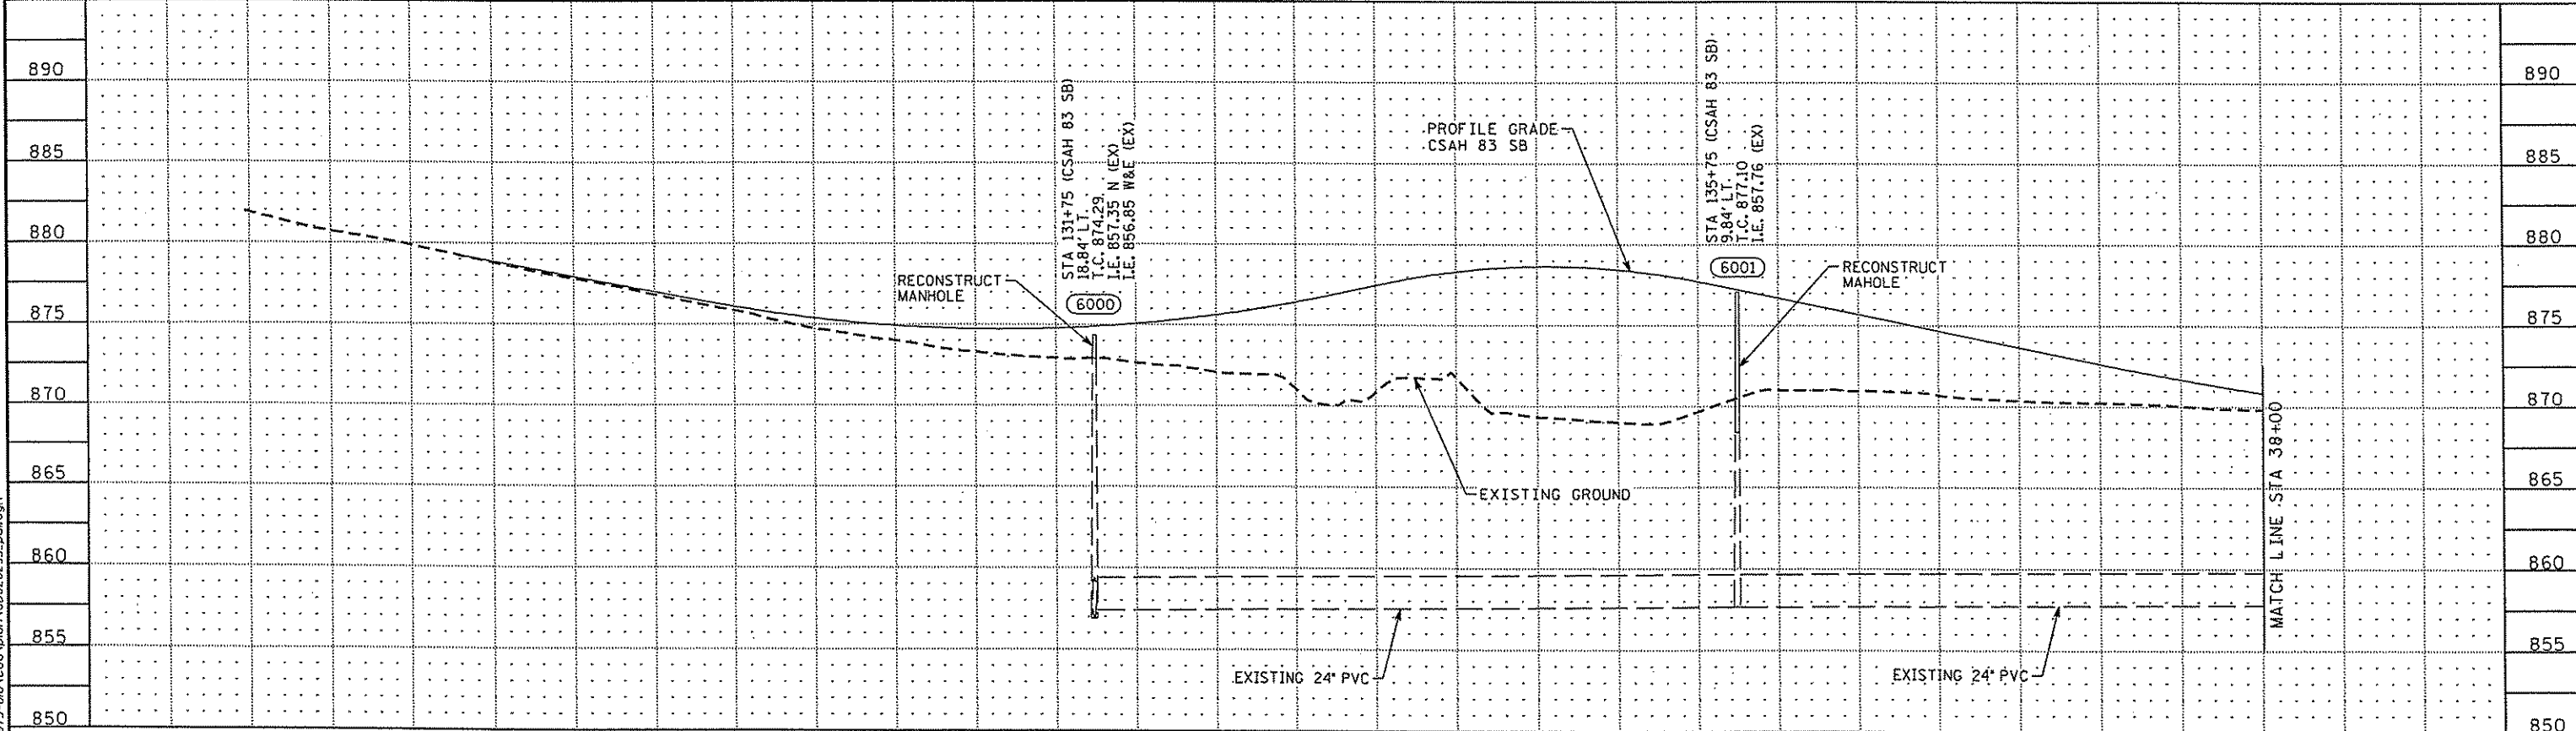 890
885
880
875
870
865
860
855
850
STA 131+75 (CSAH 83 SB)
18.84' LT
T.C. 874.29
I.E. 857.35 N (EX)
I.E. 856.85 W&E (EX)
6000
RECONSTRUCT
MANHOLE
PROFILE GRADE
CSAH 83 SB
STA 135+75 (CSAH 83 SB)
9.84' LT
T.C. 877.10
I.E. 857.76 (EX)
6001
RECONSTRUCT
MAHOLE
EXISTING GROUND
EXISTING 24" PVC
EXISTING 24" PVC
MATCH LINE STA 38+00
890
885
880
875
870
865
860
855
850